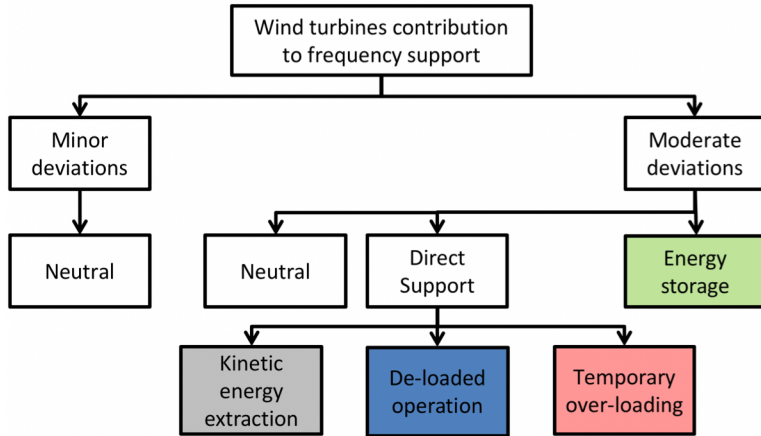 Wind turbines contribution
to frequency support
Minor
deviations
Moderate
deviations
Neutral
Neutral
Direct
Support
Energy
storage
Kinetic
energy
extraction
De-loaded
operation
Temporary
over-loading